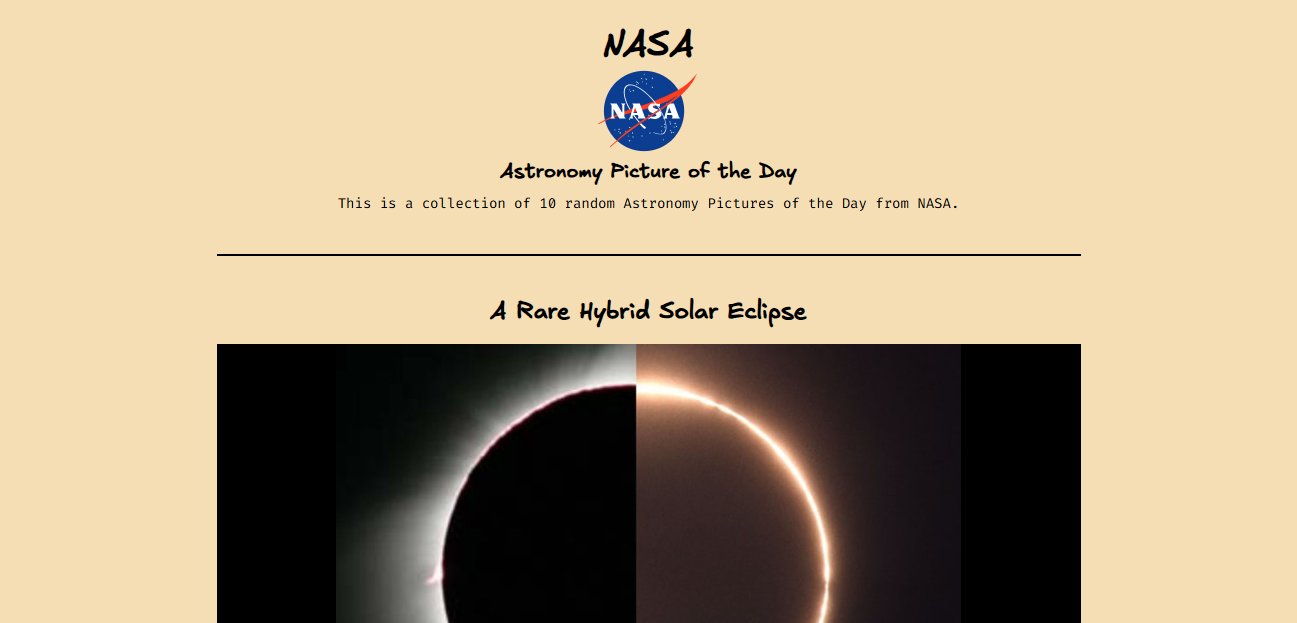 NASA
NASA
Astronomy Picture of the Day
This is a collection of 10 random Astronomy Pictures of the Day from NASA.
A Rare Hybrid Solar Eclipse